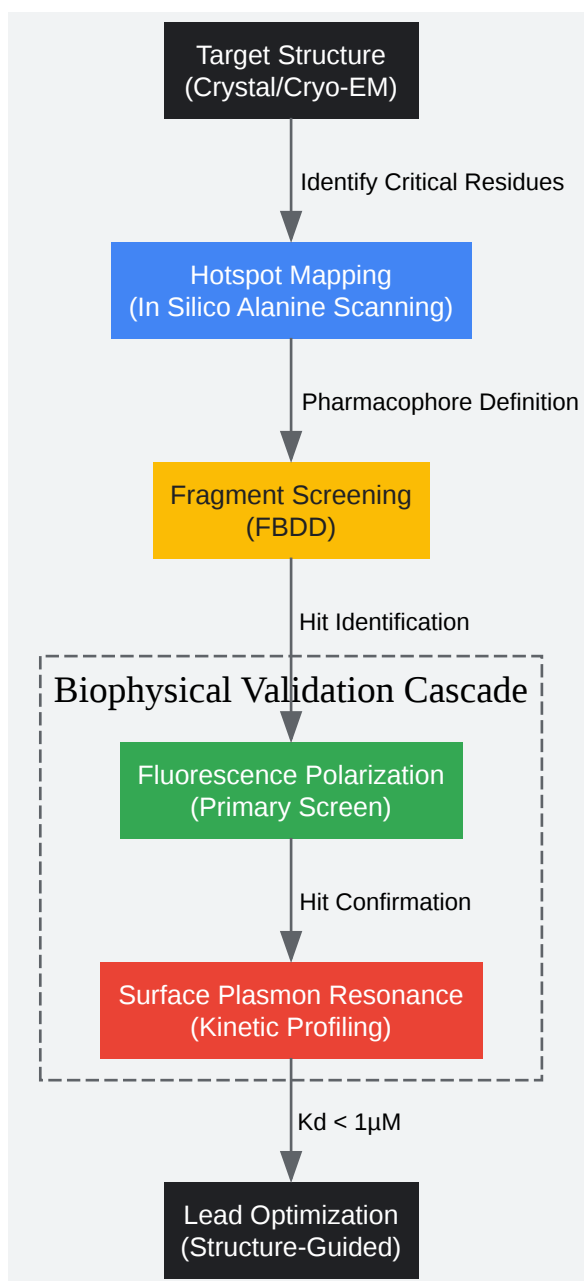 Target Structure
(Crystal/Cryo-EM)
Identify Critical Residues
Hotspot Mapping
(In Silico Alanine Scanning)
Pharmacophore Definition
Fragment Screening
(FBDD)
Hit Identification
Biophysical Validation Cascade
Fluorescence Polarization
(Primary Screen)
Hit Confirmation
Surface Plasmon Resonance
(Kinetic Profiling)
Kd < 1µM
Lead Optimization
(Structure-Guided)